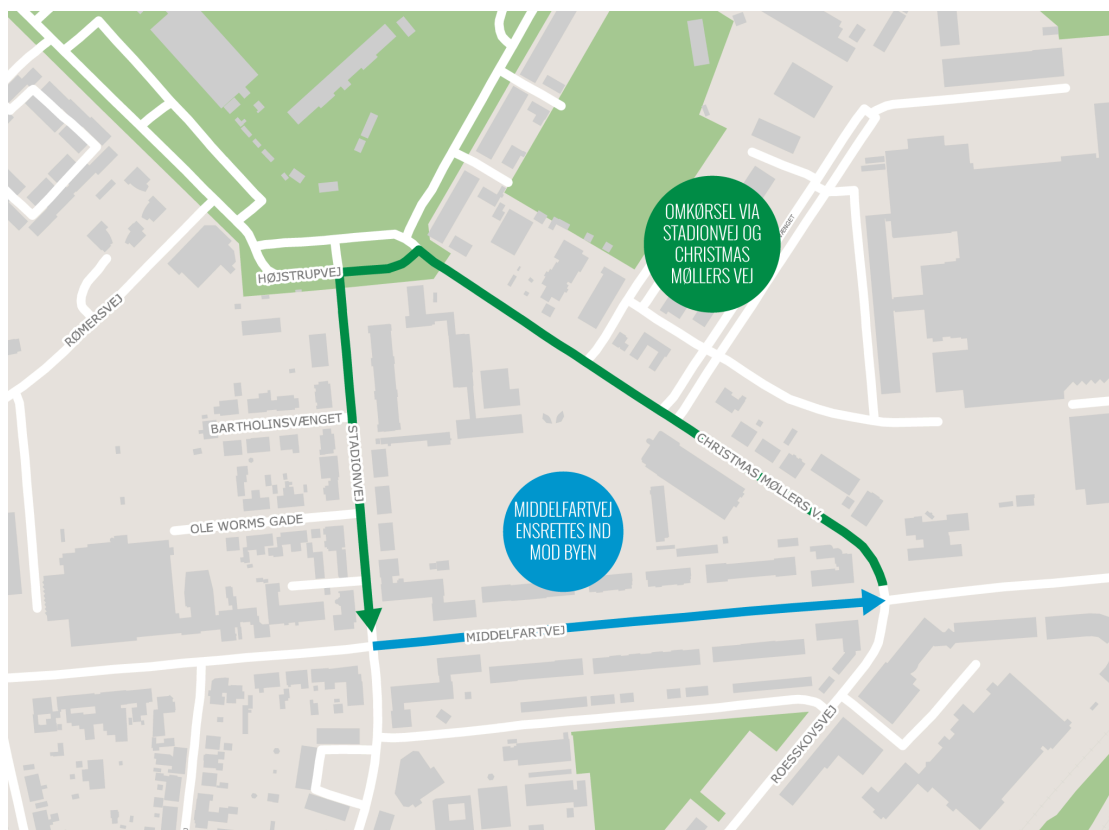 OMKØRSEL VIA
STADIONVEJ OG
CHRISTMAS
MØLLERS VEJ
HØJSTRUPVEJ
RØMERSVEJ
BARTHOLINSVÆNGET
STADIONVEJ
CHRISTMAS MØLLERS V.
OLE WORMS GADE
MIDDELFARTVEJ
ENSRETTES IND
MOD BYEN
MIDDELFARTVEJ
ROESSKOVSVEJ